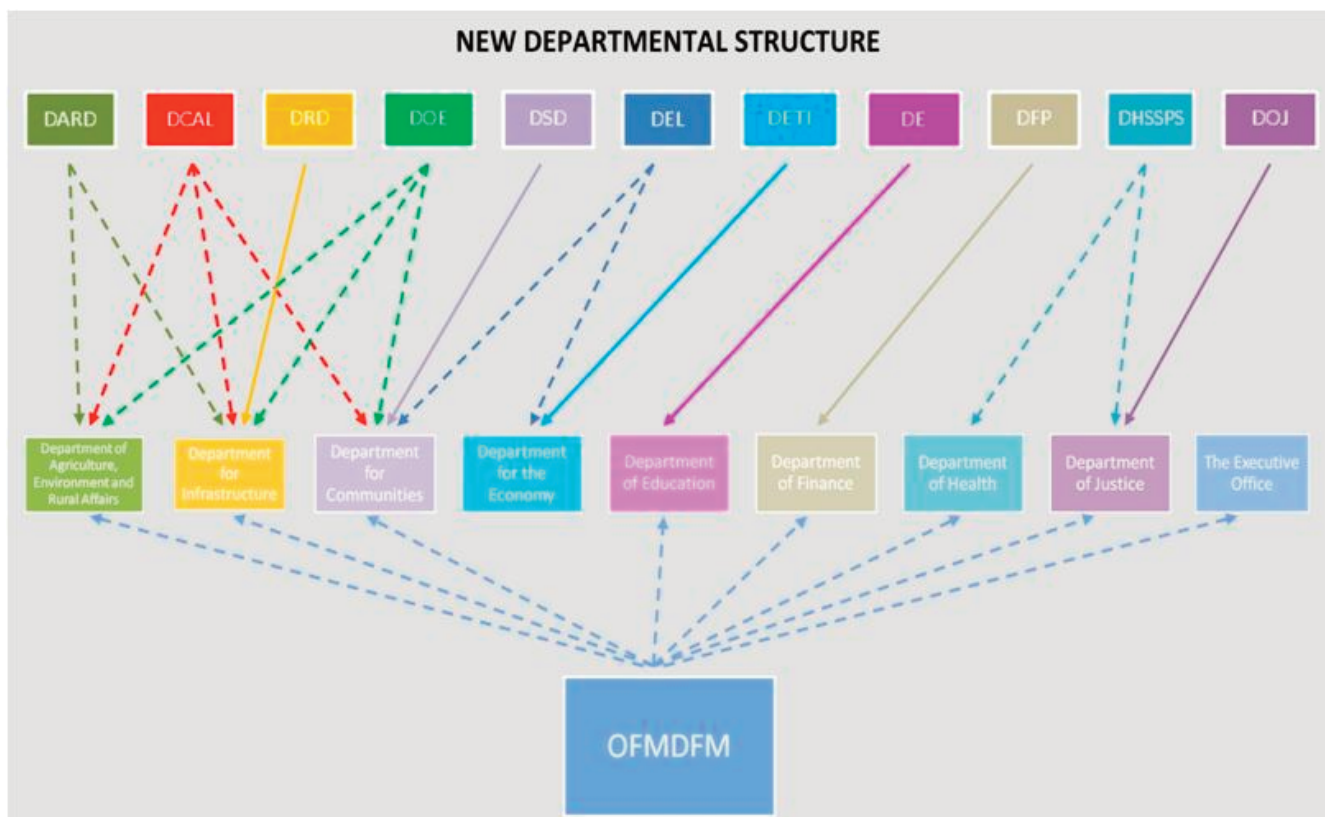 NEW DEPARTMENTAL STRUCTURE
DARD
DCAL
DRD
DOE
DSD
DEL
DETI
DE
DFP
DHSSPS
DOJ
Department of
Agriculture,
Environment and
Rural Affairs
Department
for
Infrastructure
Department
for
Communities
Department
for the
Economy
Department
of Education
Department
of Finance
Department
of Health
Department
of Justice
The Executive
Office
OFMDFM